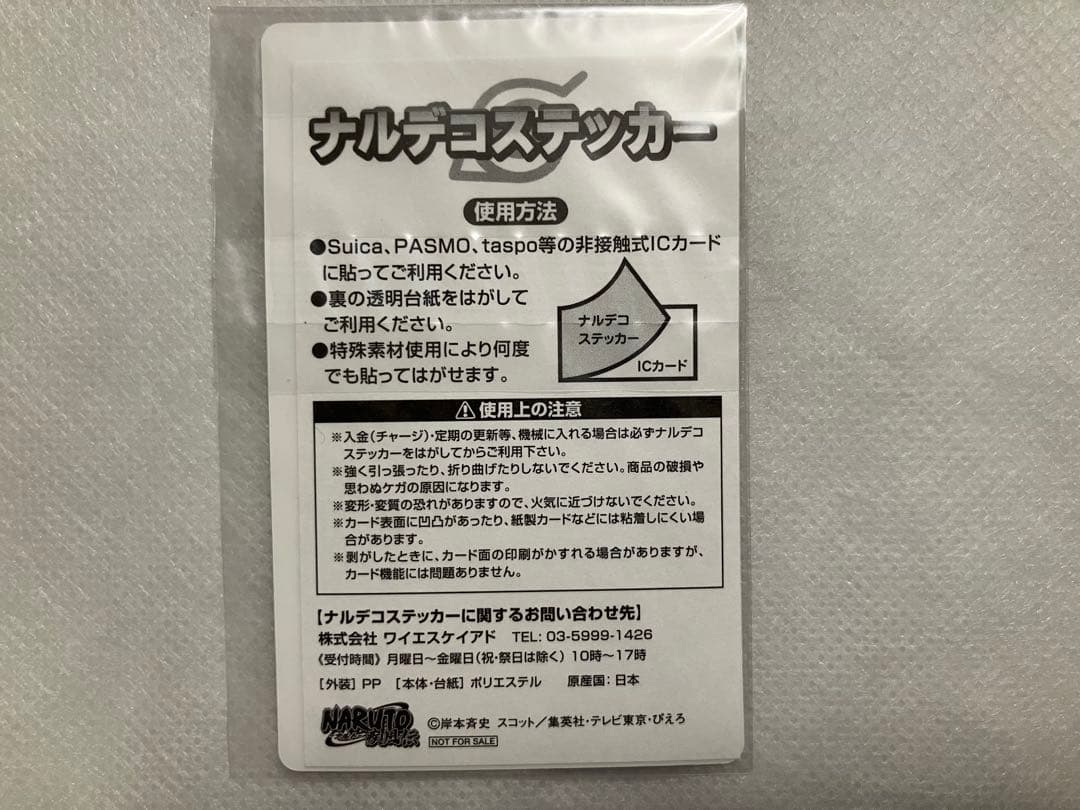 ナルデコステッカー
使用方法
●Suica、PASMO、taspo等の非接触式ICカード
に貼ってご利用ください。
●裏の透明台紙をはがして
ご利用ください。
●特殊素材使用により何度
でも貼ってはがせます。
ナルデコ
ステッカー
ICカード
⚠使用上の注意
※入金(チャージ)・定期の更新等、機械に入れる場合は必ずナルデコ
ステッカーをはがしてからご利用下さい。
※強く引っ張ったり、折り曲げたりしないでください。商品の破損や
思わぬケガの原因になります。
※変形・変質の恐れがありますので、火気に近づけないでください。
※カード表面に凹凸があったり、紙製カードなどには粘着しにくい場
合があります。
※剥がしたときに、カード面の印刷がかすれる場合がありますが、
カード機能には問題ありません。
【ナルデコステッカーに関するお問い合わせ先】
株式会社 ワイエスケイアド TEL: 03-5999-1426
《受付時間》 月曜日〜金曜日(祝・祭日は除く) 10時〜17時
[外装] PP [本体・台紙] ポリエステル 原産国: 日本
NARUTO 疾風伝
©岸本斉史 スコット/集英社・テレビ東京・ぴえろ
NOT FOR SALE